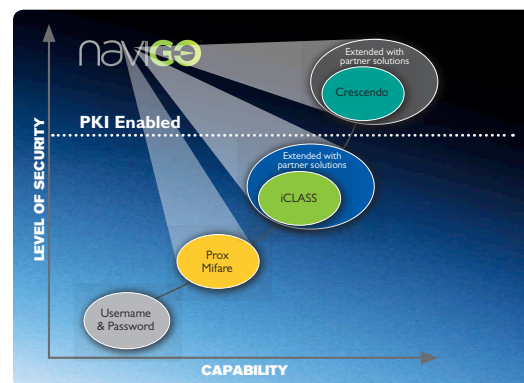 naviGO
Extended with
partner solutions
Crescendo
PKI Enabled
Extended with
partner solutions
iCLASS
Prox
Mifare
Username
& Password
LEVEL OF SECURITY
CAPABILITY